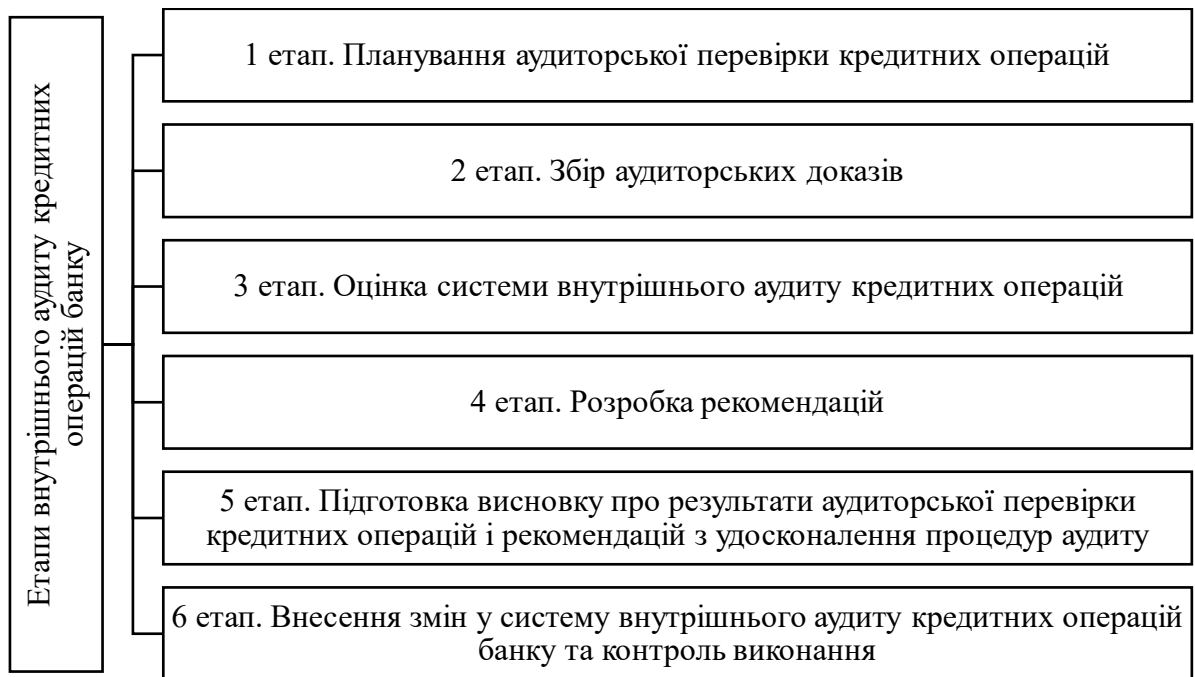 Етапи внутрішнього аудиту кредитних
операцій банку
1 етап. Планування аудиторської перевірки кредитних операцій
2 етап. Збір аудиторських доказів
3 етап. Оцінка системи внутрішнього аудиту кредитних операцій
4 етап. Розробка рекомендацій
5 етап. Підготовка висновку про результати аудиторської перевірки
кредитних операцій і рекомендацій з удосконалення процедур аудиту
6 етап. Внесення змін у систему внутрішнього аудиту кредитних операцій
банку та контроль виконання